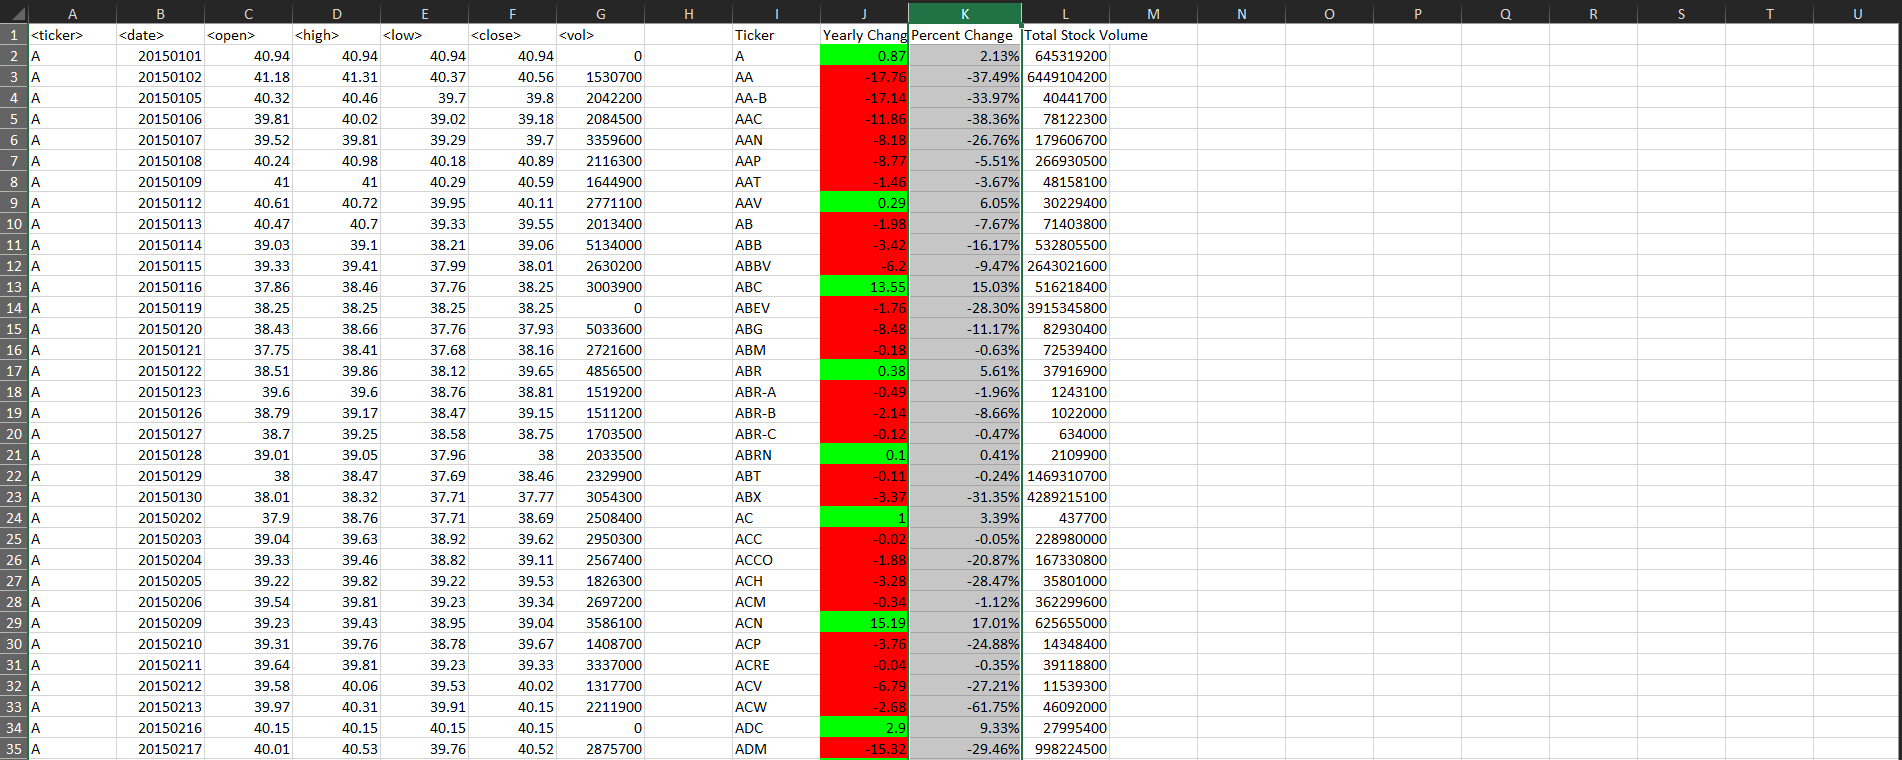 A B C D E F G H I J K L M N O P Q R S T U
1 <ticker> <date> <open> <high> <low> <close> <vol> Ticker Yearly Chang Percent Change Total Stock Volume
2 A 20150101 40.94 40.94 40.94 40.94 0 A 0.87 2.13% 645319200
3 A 20150102 41.18 41.31 40.37 40.56 1530700 AA -17.76 -37.49% 6449104200
4 A 20150105 40.32 40.46 39.7 39.8 2042200 AA-B -17.14 -33.97% 40441700
5 A 20150106 39.81 40.02 39.02 39.18 2084500 AAC -11.86 -38.36% 78122300
6 A 20150107 39.52 39.81 39.29 39.7 3359600 AAN -8.18 -26.76% 179606700
7 A 20150108 40.24 40.98 40.18 40.89 2116300 AAP -8.77 -5.51% 266930500
8 A 20150109 41 41 40.29 40.59 1644900 AAT -1.46 -3.67% 48158100
9 A 20150112 40.61 40.72 39.95 40.11 2771100 AAV 0.29 6.05% 30229400
10 A 20150113 40.47 40.7 39.33 39.55 2013400 AB -1.98 -7.67% 71403800
11 A 20150114 39.03 39.1 38.21 39.06 5134000 ABB -3.42 -16.17% 532805500
12 A 20150115 39.33 39.41 37.99 38.01 2630200 ABBV -6.2 -9.47% 2643021600
13 A 20150116 37.86 38.46 37.76 38.25 3003900 ABC 13.55 15.03% 516218400
14 A 20150119 38.25 38.25 38.25 38.25 0 ABEV -1.76 -28.30% 3915345800
15 A 20150120 38.43 38.66 37.76 37.93 5033600 ABG -8.48 -11.17% 82930400
16 A 20150121 37.75 38.41 37.68 38.16 2721600 ABM -0.18 -0.63% 72539400
17 A 20150122 38.51 39.86 38.12 39.65 4856500 ABR 0.38 5.61% 37916900
18 A 20150123 39.6 39.6 38.76 38.81 1519200 ABR-A -0.49 -1.96% 1243100
19 A 20150126 38.79 39.17 38.47 39.15 1511200 ABR-B -2.14 -8.66% 1022000
20 A 20150127 38.7 39.25 38.58 38.75 1703500 ABR-C -0.12 -0.47% 634000
21 A 20150128 39.01 39.05 37.96 38 2033500 ABRN 0.1 0.41% 2109900
22 A 20150129 38 38.47 37.69 38.46 2329900 ABT -0.11 -0.24% 1469310700
23 A 20150130 38.01 38.32 37.71 37.77 3054300 ABX -3.37 -31.35% 4289215100
24 A 20150202 37.9 38.76 37.71 38.69 2508400 AC 1 3.39% 437700
25 A 20150203 39.04 39.63 38.92 39.62 2950300 ACC -0.02 -0.05% 228980000
26 A 20150204 39.33 39.46 38.82 39.11 2567400 ACCO -1.88 -20.87% 167330800
27 A 20150205 39.22 39.82 39.22 39.53 1826300 ACH -3.28 -28.47% 35801000
28 A 20150206 39.54 39.81 39.23 39.34 2697200 ACM -0.34 -1.12% 362299600
29 A 20150209 39.23 39.43 38.95 39.04 3586100 ACN 15.19 17.01% 625655000
30 A 20150210 39.31 39.76 38.78 39.67 1408700 ACP -3.76 -24.88% 14348400
31 A 20150211 39.64 39.81 39.23 39.33 3337000 ACRE -0.04 -0.35% 39118800
32 A 20150212 39.58 40.06 39.53 40.02 1317700 ACV -6.79 -27.21% 11539300
33 A 20150213 39.97 40.31 39.91 40.15 2211900 ACW -2.68 -61.75% 46092000
34 A 20150216 40.15 40.15 40.15 40.15 0 ADC 2.9 9.33% 27995400
35 A 20150217 40.01 40.53 39.76 40.52 2875700 ADM -15.32 -29.46% 998224500